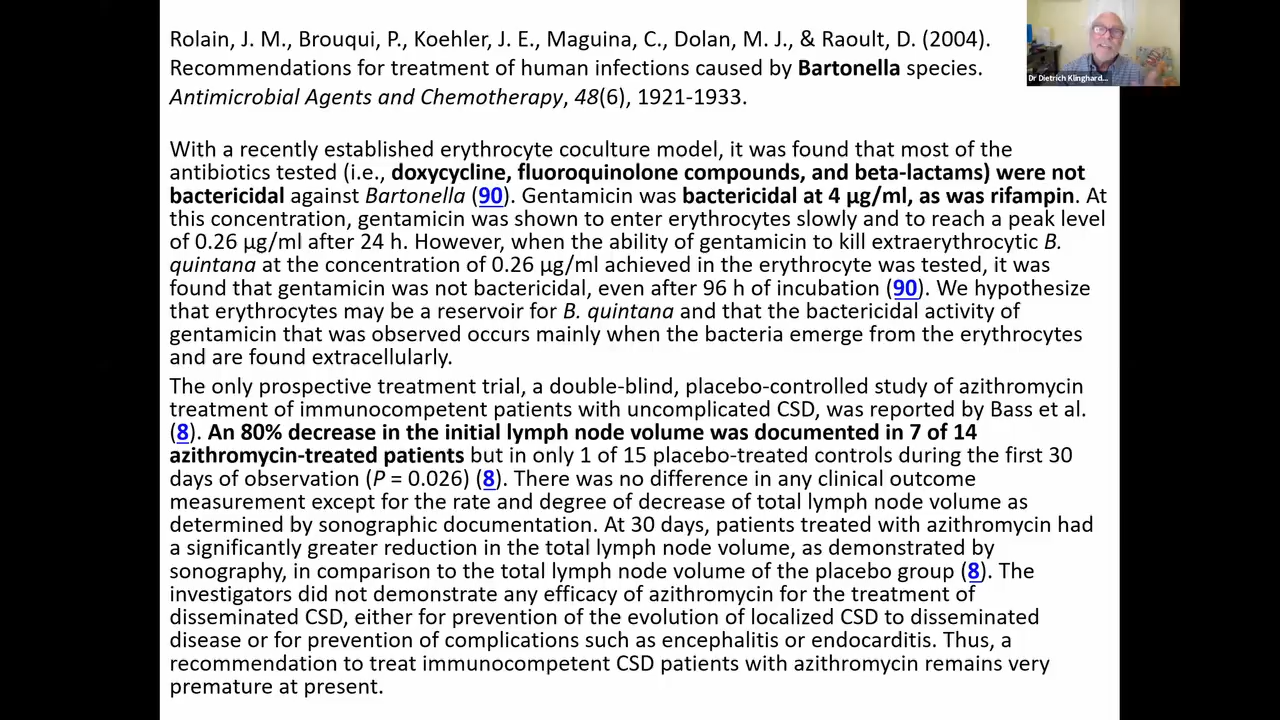 Rolain, J. M., Brouqui, P., Koehler, J. E., Maguina, C., Dolan, M. J., & Raoult, D. (2004).
Recommendations for treatment of human infections caused by Bartonella species.
Antimicrobial Agents and Chemotherapy, 48(6), 1921-1933.
Dr Dietrich Klinghard...
With a recently established erythrocyte coculture model, it was found that most of the
antibiotics tested (i.e., doxycycline, fluoroquinolone compounds, and beta-lactams) were not
bactericidal against Bartonella (90). Gentamicin was bactericidal at 4 μg/ml, as was rifampin. At
this concentration, gentamicin was shown to enter erythrocytes slowly and to reach a peak level
of 0.26 μg/ml after 24 h. However, when the ability of gentamicin to kill extraerythrocytic B.
quintana at the concentration of 0.26 μg/ml achieved in the erythrocyte was tested, it was
found that gentamicin was not bactericidal, even after 96 h of incubation (90). We hypothesize
that erythrocytes may be a reservoir for B. quintana and that the bactericidal activity of
gentamicin that was observed occurs mainly when the bacteria emerge from the erythrocytes
and are found extracellularly.
The only prospective treatment trial, a double-blind, placebo-controlled study of azithromycin
treatment of immunocompetent patients with uncomplicated CSD, was reported by Bass et al.
(8). An 80% decrease in the initial lymph node volume was documented in 7 of 14
azithromycin-treated patients but in only 1 of 15 placebo-treated controls during the first 30
days of observation (P = 0.026) (8). There was no difference in any clinical outcome
measurement except for the rate and degree of decrease of total lymph node volume as
determined by sonographic documentation. At 30 days, patients treated with azithromycin had
a significantly greater reduction in the total lymph node volume, as demonstrated by
sonography, in comparison to the total lymph node volume of the placebo group (8). The
investigators did not demonstrate any efficacy of azithromycin for the treatment of
disseminated CSD, either for prevention of the evolution of localized CSD to disseminated
disease or for prevention of complications such as encephalitis or endocarditis. Thus, a
recommendation to treat immunocompetent CSD patients with azithromycin remains very
premature at present.